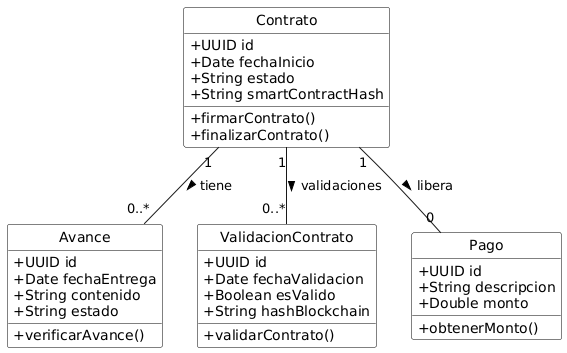 Contrato
+UUID id
+Date fechaInicio
+String estado
+String smartContractHash
+firmarContrato()
+finalizarContrato()
1
1
1
tiene
validaciones
libera
0..*
0..*
0
Avance
+UUID id
+Date fechaEntrega
+String contenido
+String estado
+verificarAvance()
ValidacionContrato
+UUID id
+Date fechaValidacion
+Boolean esValido
+String hashBlockchain
+validarContrato()
Pago
+UUID id
+String descripcion
+Double monto
+obtenerMonto()